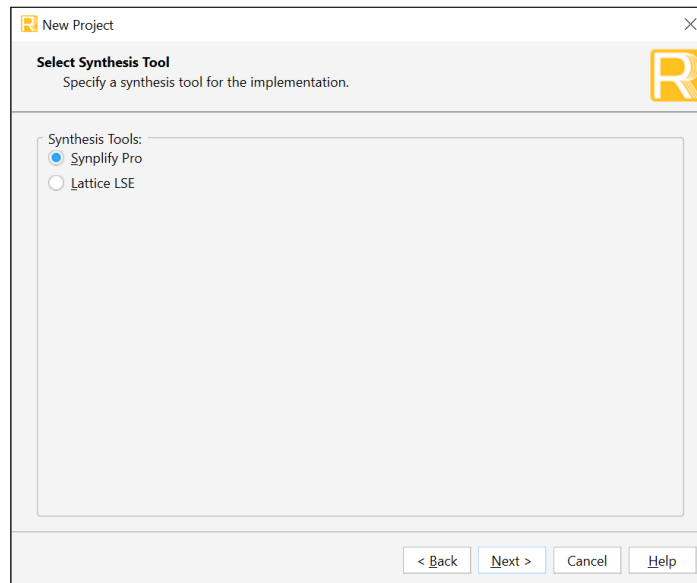 New Project
Select Synthesis Tool
Specify a synthesis tool for the implementation.
Synthesis Tools:
Synplify Pro
Lattice LSE
< Back Next > Cancel Help